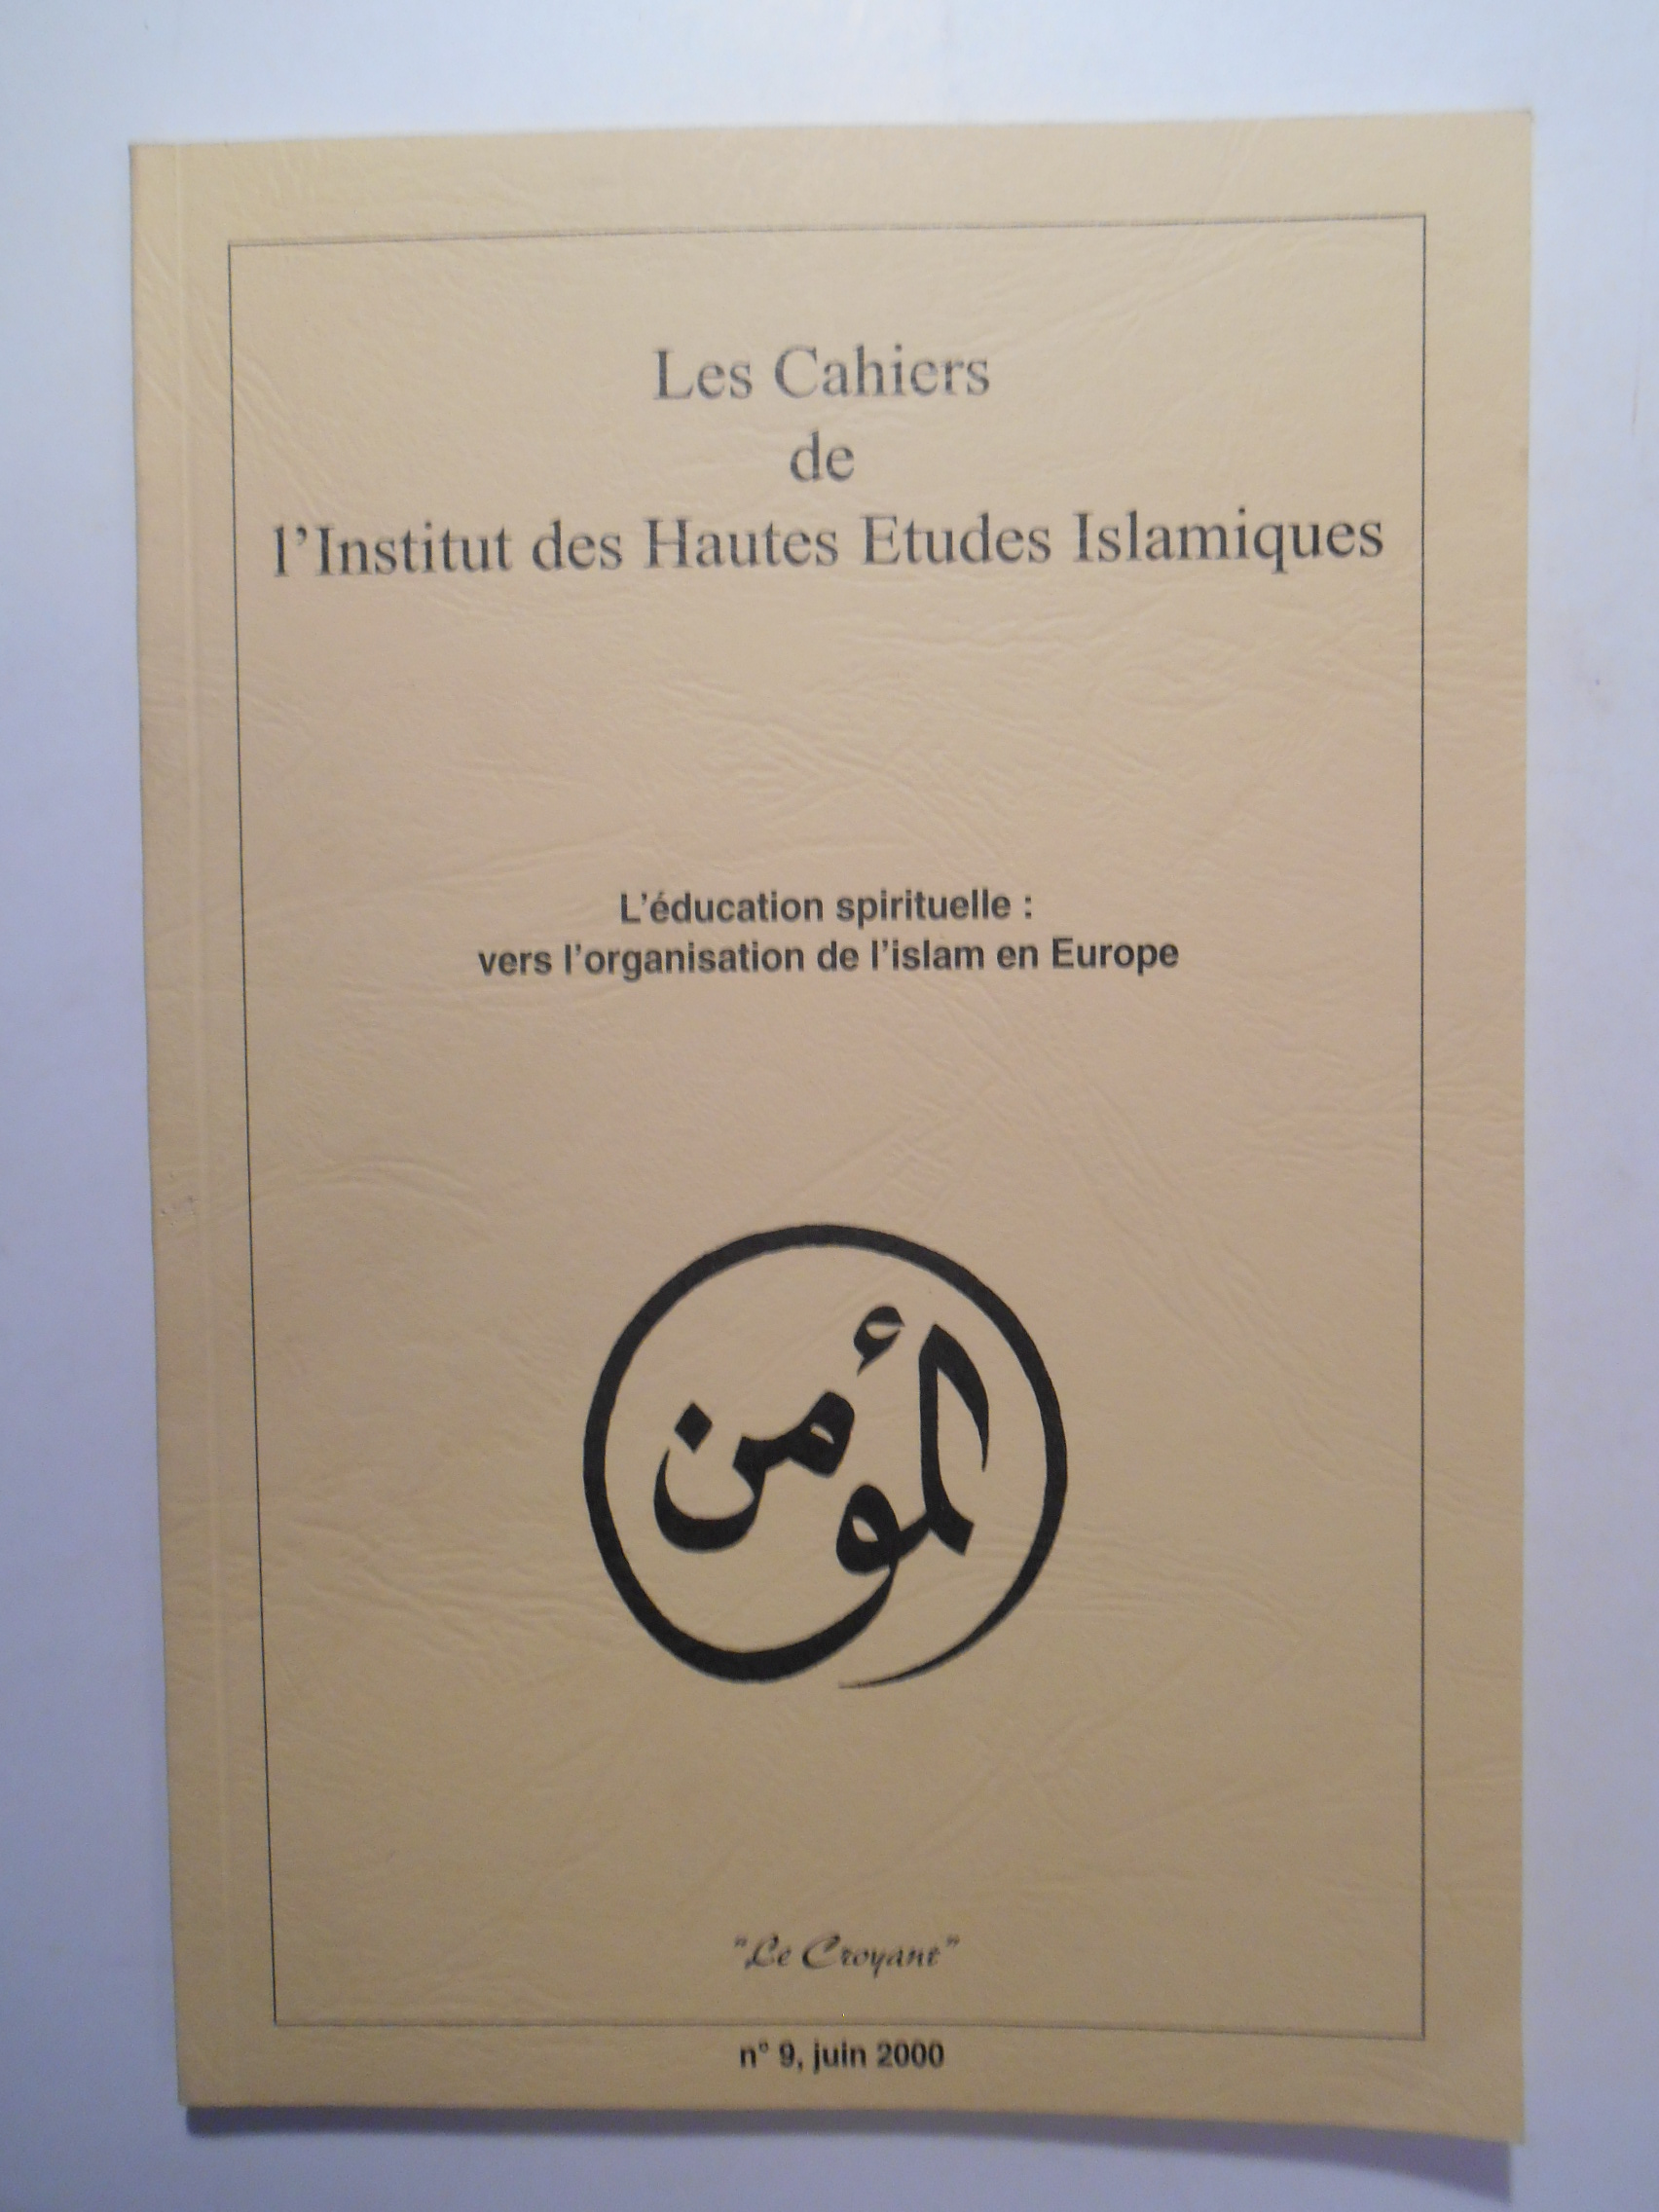 Les Cahiers
de
l’Institut des Hautes Etudes Islamiques
L’éducation spirituelle :
vers l’organisation de l’islam en Europe
المؤمن
"Le Croyant"
n° 9, juin 2000